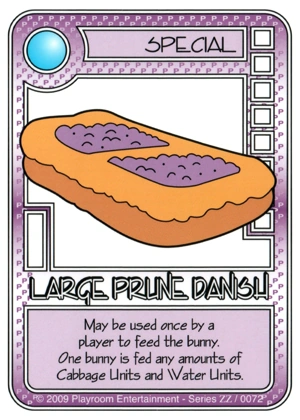 SPECIAL
LARGE PRUNE DANISH
May be used once by a
player to feed the bunny.
One bunny is fed any amounts of
Cabbage Units and Water Units.
© 2009 Playroom Entertainment - Series ZZ / 0072